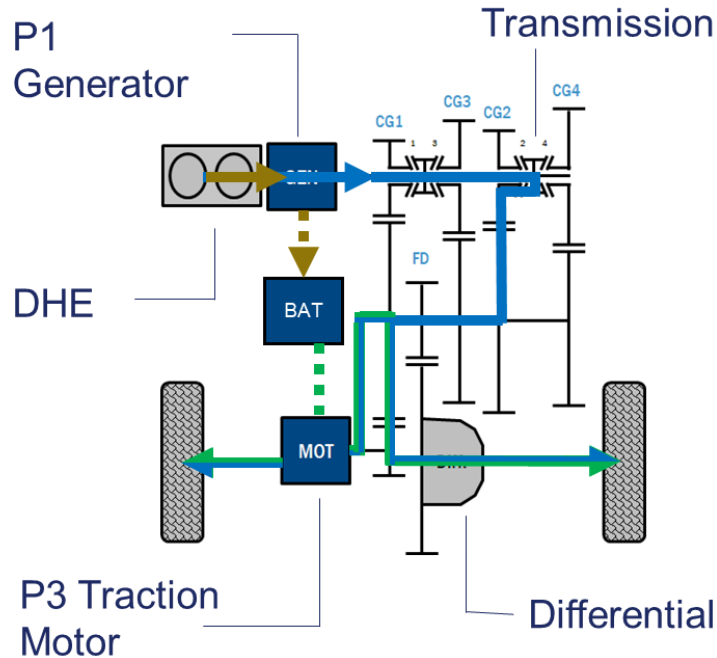 P1
Generator
Transmission
CG1
CG3
CG2
CG4
1
3
2
4
GEN
DHE
BAT
FD
MOT
P3 Traction
Motor
Differential